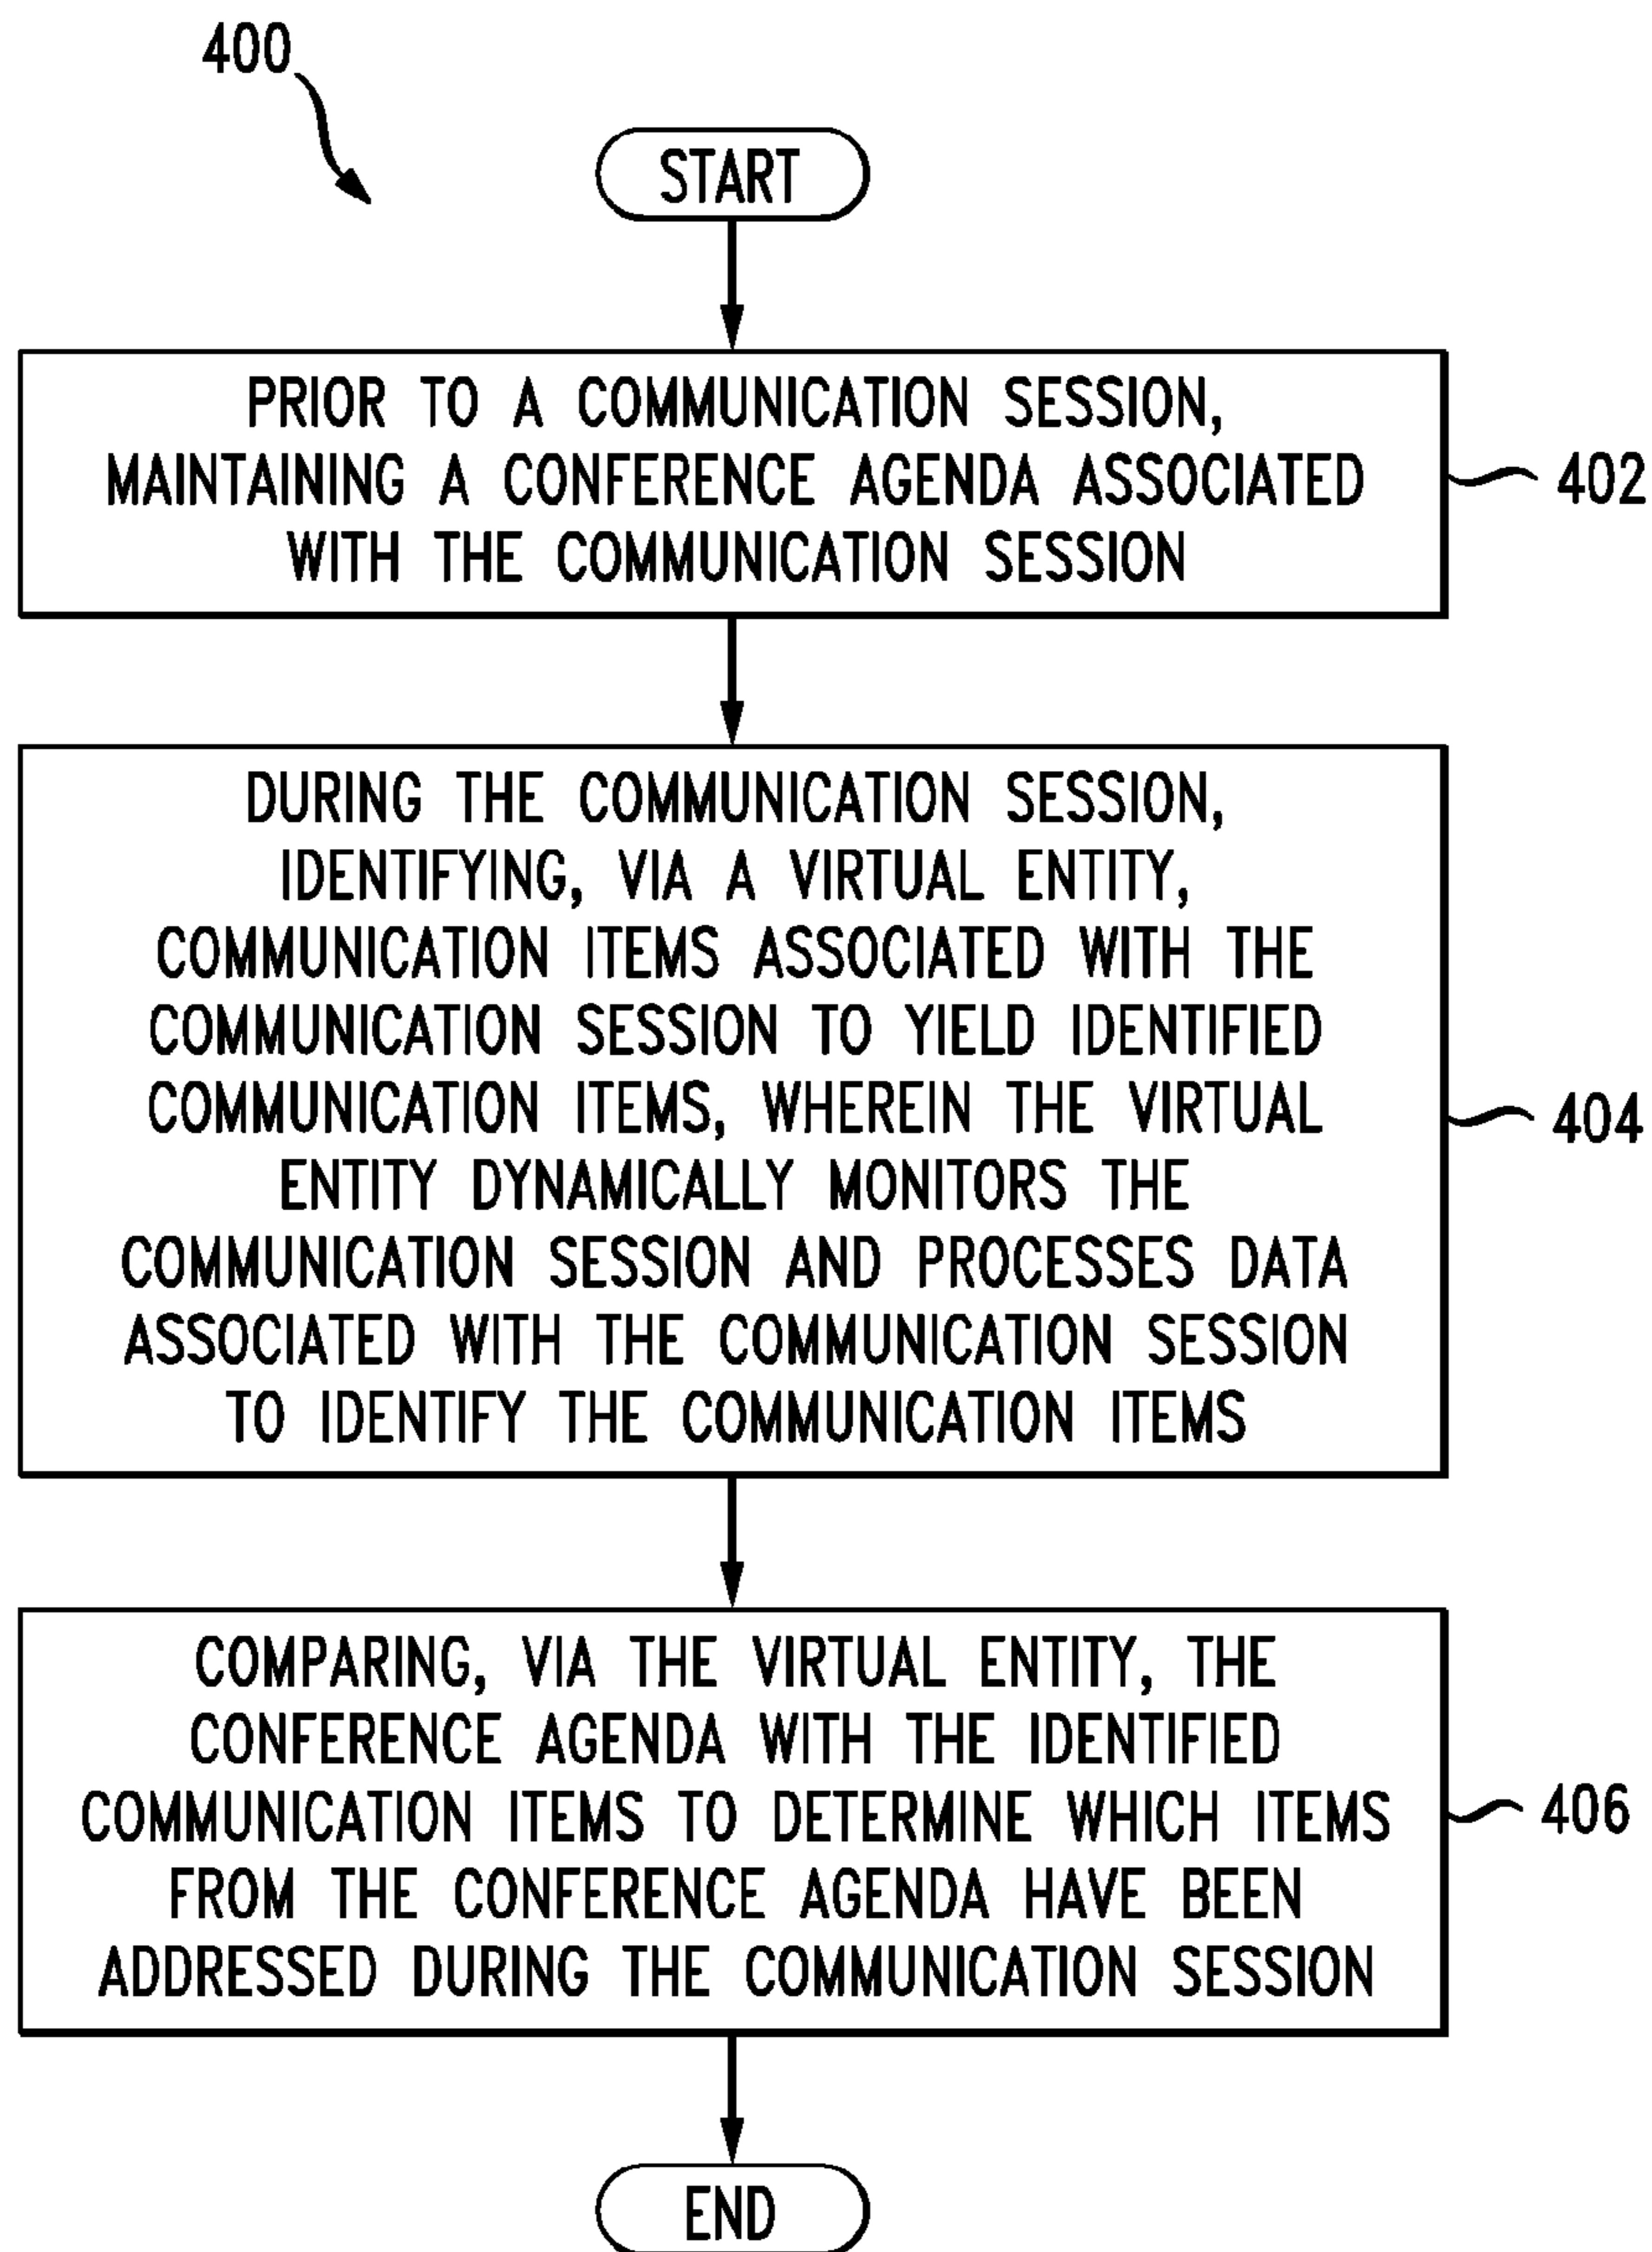 400
START
PRIOR TO A COMMUNICATION SESSION,
MAINTAINING A CONFERENCE AGENDA ASSOCIATED
WITH THE COMMUNICATION SESSION
402
DURING THE COMMUNICATION SESSION,
IDENTIFYING, VIA A VIRTUAL ENTITY,
COMMUNICATION ITEMS ASSOCIATED WITH THE
COMMUNICATION SESSION TO YIELD IDENTIFIED
COMMUNICATION ITEMS, WHEREIN THE VIRTUAL
ENTITY DYNAMICALLY MONITORS THE
COMMUNICATION SESSION AND PROCESSES DATA
ASSOCIATED WITH THE COMMUNICATION SESSION
TO IDENTIFY THE COMMUNICATION ITEMS
404
COMPARING, VIA THE VIRTUAL ENTITY, THE
CONFERENCE AGENDA WITH THE IDENTIFIED
COMMUNICATION ITEMS TO DETERMINE WHICH ITEMS
FROM THE CONFERENCE AGENDA HAVE BEEN
ADDRESSED DURING THE COMMUNICATION SESSION
406
END